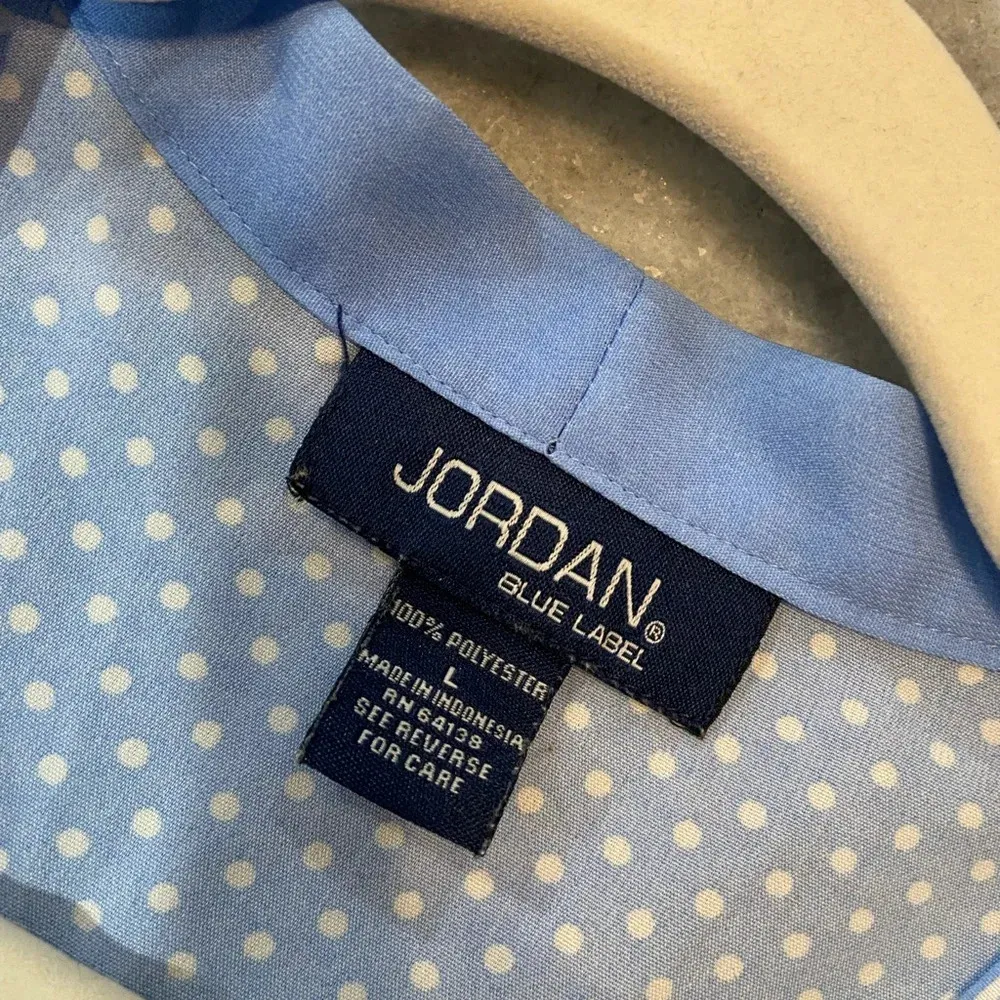 JORDAN®
BLUE LABEL
100% POLYESTER
L
MADE IN INDONESIA
RN 64138
SEE REVERSE
FOR CARE